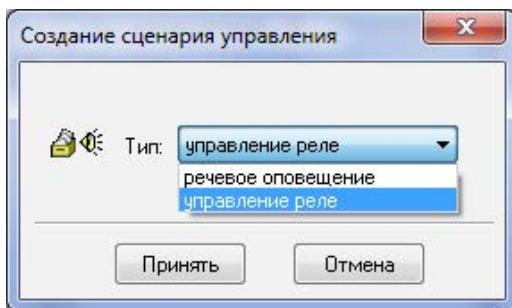 Создание сценария управления
Тип: управление реле
речевое оповещение
управление реле
Принять Отмена